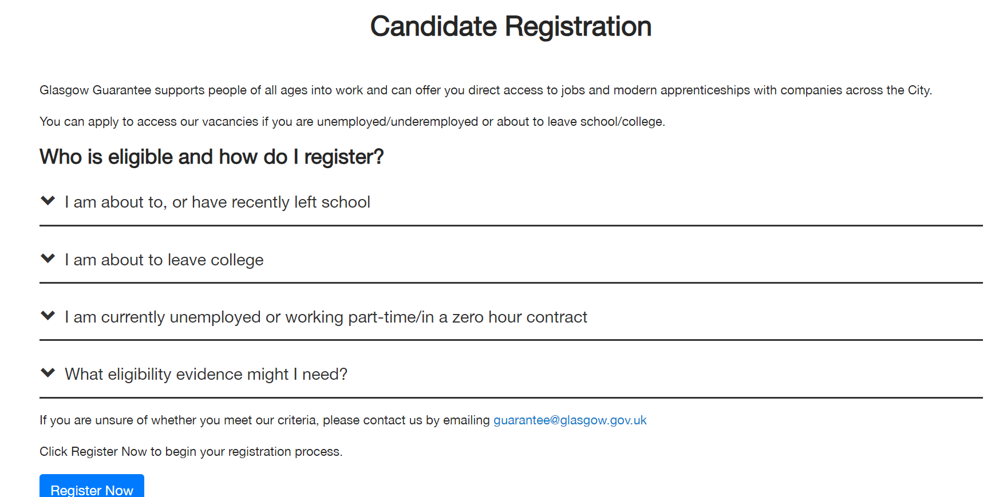 Candidate Registration
Glasgow Guarantee supports people of all ages into work and can offer you direct access to jobs and modern apprenticeships with companies across the City.
You can apply to access our vacancies if you are unemployed/underemployed or about to leave school/college.
Who is eligible and how do I register?
I am about to, or have recently left school
I am about to leave college
I am currently unemployed or working part-time/in a zero hour contract
What eligibility evidence might I need?
If you are unsure of whether you meet our criteria, please contact us by emailing guarantee@glasgow.gov.uk
Click Register Now to begin your registration process.
Register Now